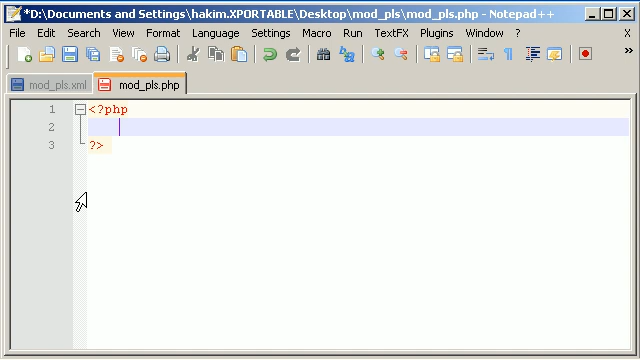 *D:\Documents and Settings\hakim.XPORTABLE\Desktop\mod_pls\mod_pls.php - Notepad++
File Edit Search View Format Language Settings Macro Run TextFX Plugins Window ? X
mod_pls.xml mod_pls.php
1 <?php
2
3 ?>